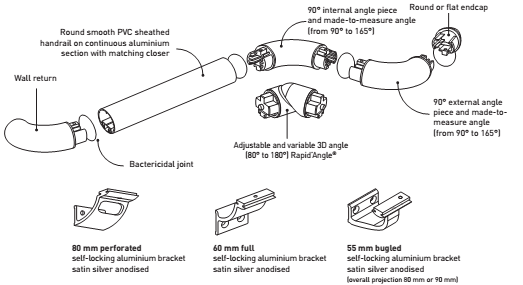 90° internal angle piece
and made-to-measure angle
(from 90° to 165°)
Round or flat endcap
Round smooth PVC sheathed
handrail on continuous aluminium
section with matching closer
Wall return
90° external angle
piece and made-to-
measure angle
(from 90° to 165°)
Adjustable and variable 3D angle
(80° to 180°) Rapid'Angle®
Bactericidal joint
80 mm perforated
self-locking aluminium bracket
satin silver anodised
60 mm full
self-locking aluminium bracket
satin silver anodised
55 mm bugled
self-locking aluminium bracket
satin silver anodised
(overall projection 80 mm or 90 mm)